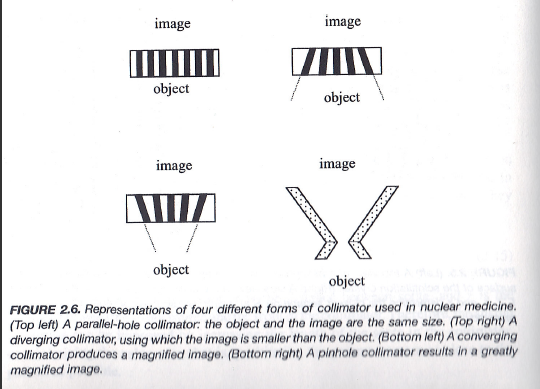 image
image
object
object
image
image
object
object
FIGURE 2.6. Representations of four different forms of collimator used in nuclear medicine.
(Top left) A parallel-hole collimator: the object and the image are the same size. (Top right) A
diverging collimator, using which the image is smaller than the object. (Bottom left) A converging
collimator produces a magnified image. (Bottom right) A pinhole collimator results in a greatly
magnified image.